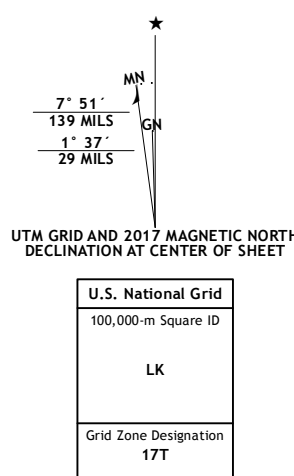 ★
MN
GN
7° 51´
139 MILS
1° 37´
29 MILS
UTM GRID AND 2017 MAGNETIC NORTH
DECLINATION AT CENTER OF SHEET
U.S. National Grid
100,000-m Square ID
LK
Grid Zone Designation
17T